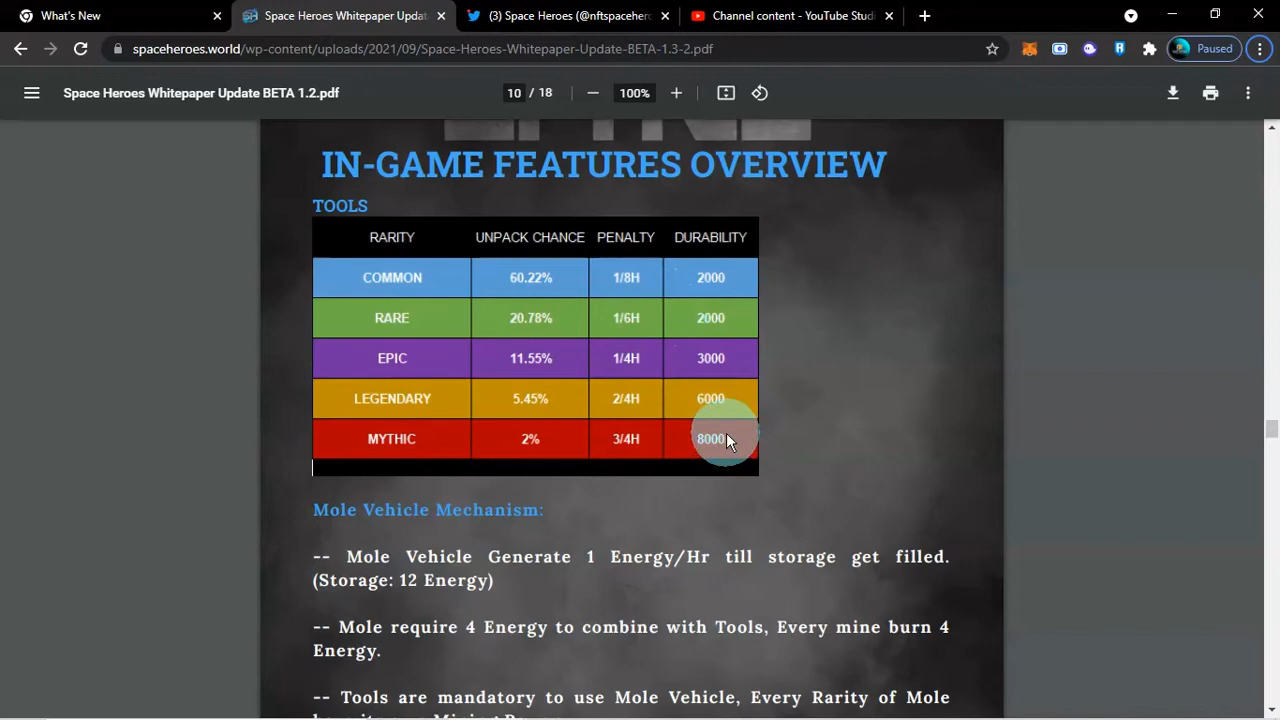 What's New
Space Heroes Whitepaper Updat
(3) Space Heroes (@nftspacehero
Channel content - YouTube Studi
spaceheroes.world/wp-content/uploads/2021/09/Space-Heroes-Whitepaper-Update-BETA-1.3-2.pdf
Paused
Space Heroes Whitepaper Update BETA 1.2.pdf
10 / 18
100%
IN-GAME FEATURES OVERVIEW
TOOLS
RARITY UNPACK CHANCE PENALTY DURABILITY
COMMON 60.22% 1/8H 2000
RARE 20.78% 1/6H 2000
EPIC 11.55% 1/4H 3000
LEGENDARY 5.45% 2/4H 6000
MYTHIC 2% 3/4H 8000
Mole Vehicle Mechanism:
-- Mole Vehicle Generate 1 Energy/Hr till storage get filled.
(Storage: 12 Energy)
-- Mole require 4 Energy to combine with Tools, Every mine burn 4
Energy.
-- Tools are mandatory to use Mole Vehicle, Every Rarity of Mole